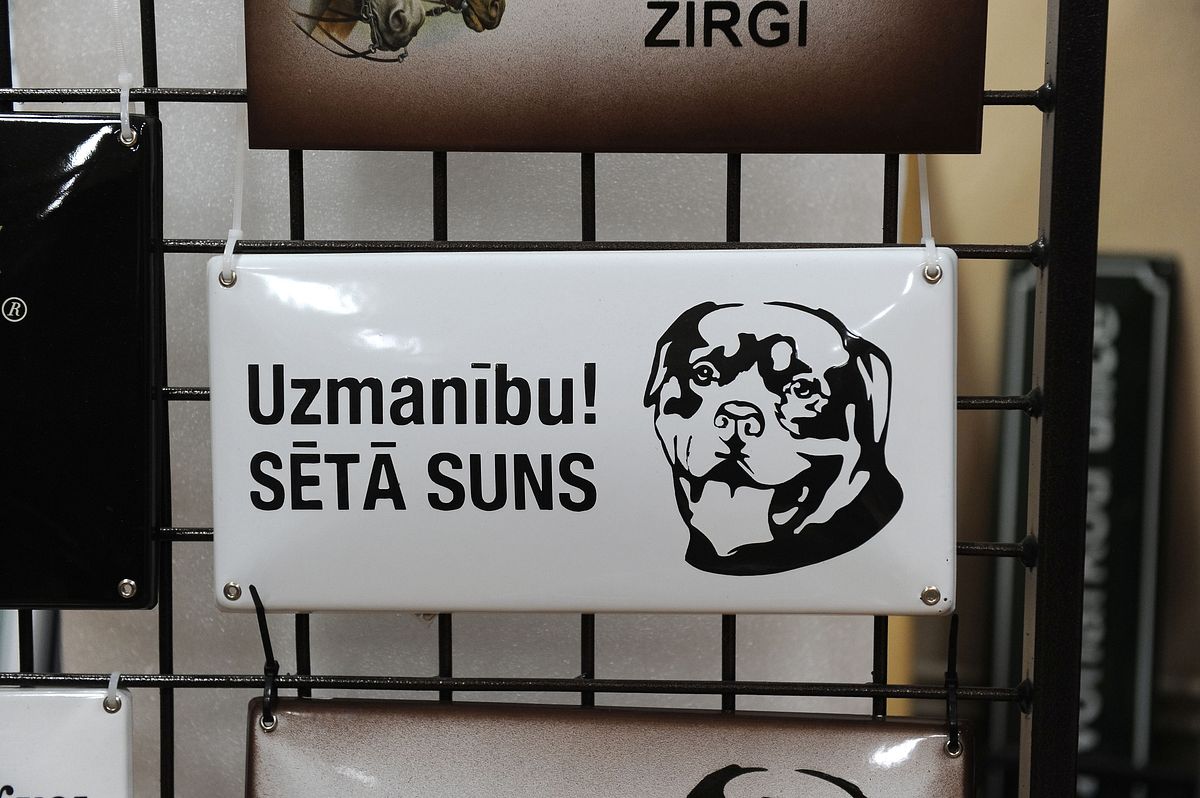 ZIRGI
®
Uzmanību!
SĒTĀ SUNS